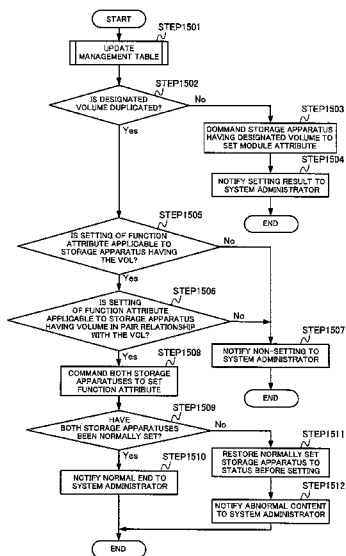 START
STEP1501
UPDATE
MANAGEMENT TABLE
STEP1502
IS DESIGNATED
VOLUME DUPLICATED?
No
Yes
STEP1503
COMMAND STORAGE APPARATUS
HAVING DESIGNATED VOLUME TO
SET MODULE ATTRIBUTE
STEP1504
NOTIFY SETTING RESULT TO
SYSTEM ADMINISTRATOR
END
STEP1505
IS SETTING OF FUNCTION
ATTRIBUTE APPLICABLE TO
STORAGE APPARATUS HAVING
THE VOL?
No
Yes
STEP1506
IS SETTING
OF FUNCTION ATTRIBUTE
APPLICABLE TO STORAGE APPARATUS
HAVING VOLUME IN PAIR RELATIONSHIP
WITH THE VOL?
No
Yes
STEP1507
NOTIFY NON-SETTING TO
SYSTEM ADMINISTRATOR
END
STEP1508
COMMAND BOTH STORAGE
APPARATUSES TO SET
FUNCTION ATTRIBUTE
STEP1509
HAVE
BOTH STORAGE APPARATUSES
BEEN NORMALLY SET?
No
Yes
STEP1510
NOTIFY NORMAL END TO
SYSTEM ADMINISTRATOR
STEP1511
RESTORE NORMALLY SET
STORAGE APPARATUS TO
STATUS BEFORE SETTING
STEP1512
NOTIFY ABNORMAL CONTENT
TO SYSTEM ADMINISTRATOR
END